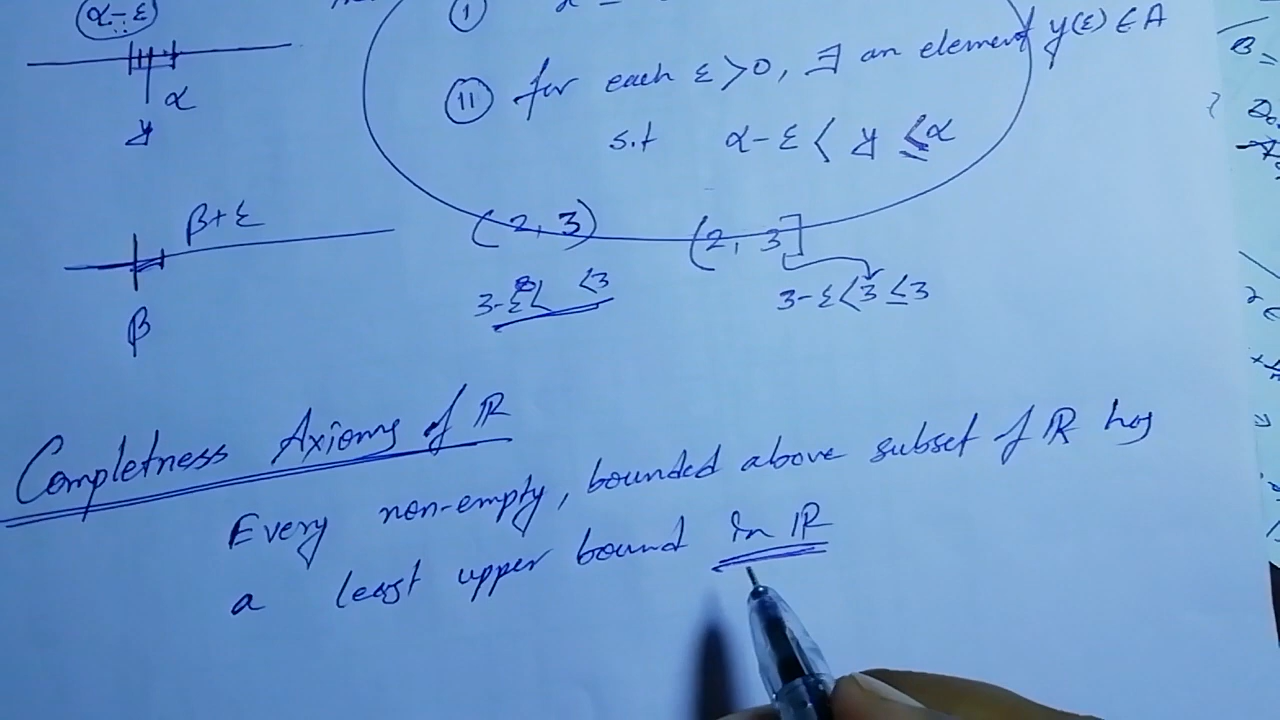 α-ε
I
II for each ε>0, ∃ an element y(ε) ∈ A
s.t α-ε < y ≤ α
α
y
β+ε
β
(2, 3) (2, 3]
3-ε< <3 3-ε<3≤3
Completness Axioms of ℝ
Every non-empty, bounded above subset of ℝ has
a least upper bound in ℝ